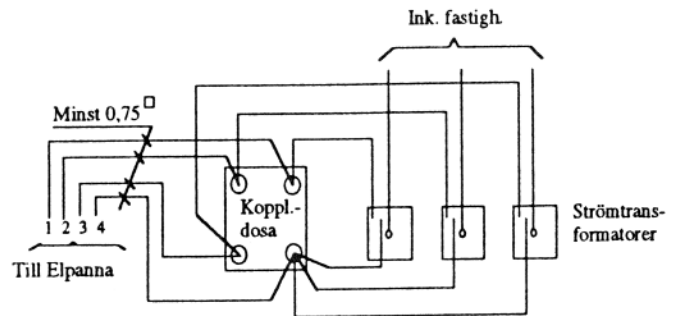 Ink. fastigh.
Minst 0,75 □
Koppl.-
dosa
1 2 3 4
Till Elpanna
Strömtrans-
formatorer